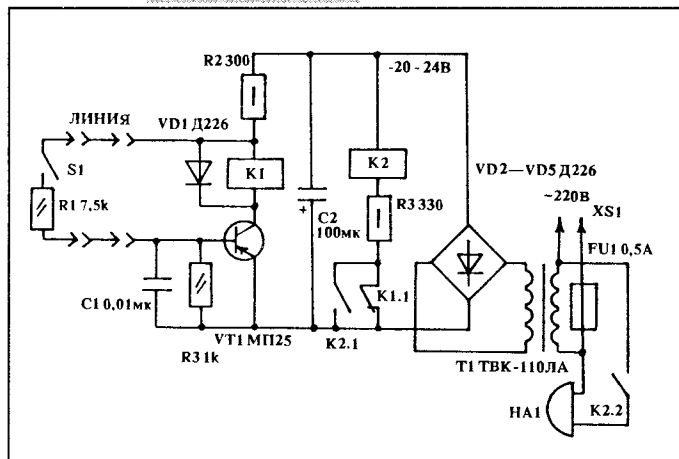 R2 300
-20 - 24В
ЛИНИЯ
VD1 Д226
S1
K1
K2
VD2—VD5 Д226
~220В
XS1
R1 7,5k
R3 330
C2
100мк
+
FU1 0,5А
C1 0,01мк
K1.1
VT1 МП25
K2.1
R3 1k
T1 ТВК-110ЛА
HA1
K2.2